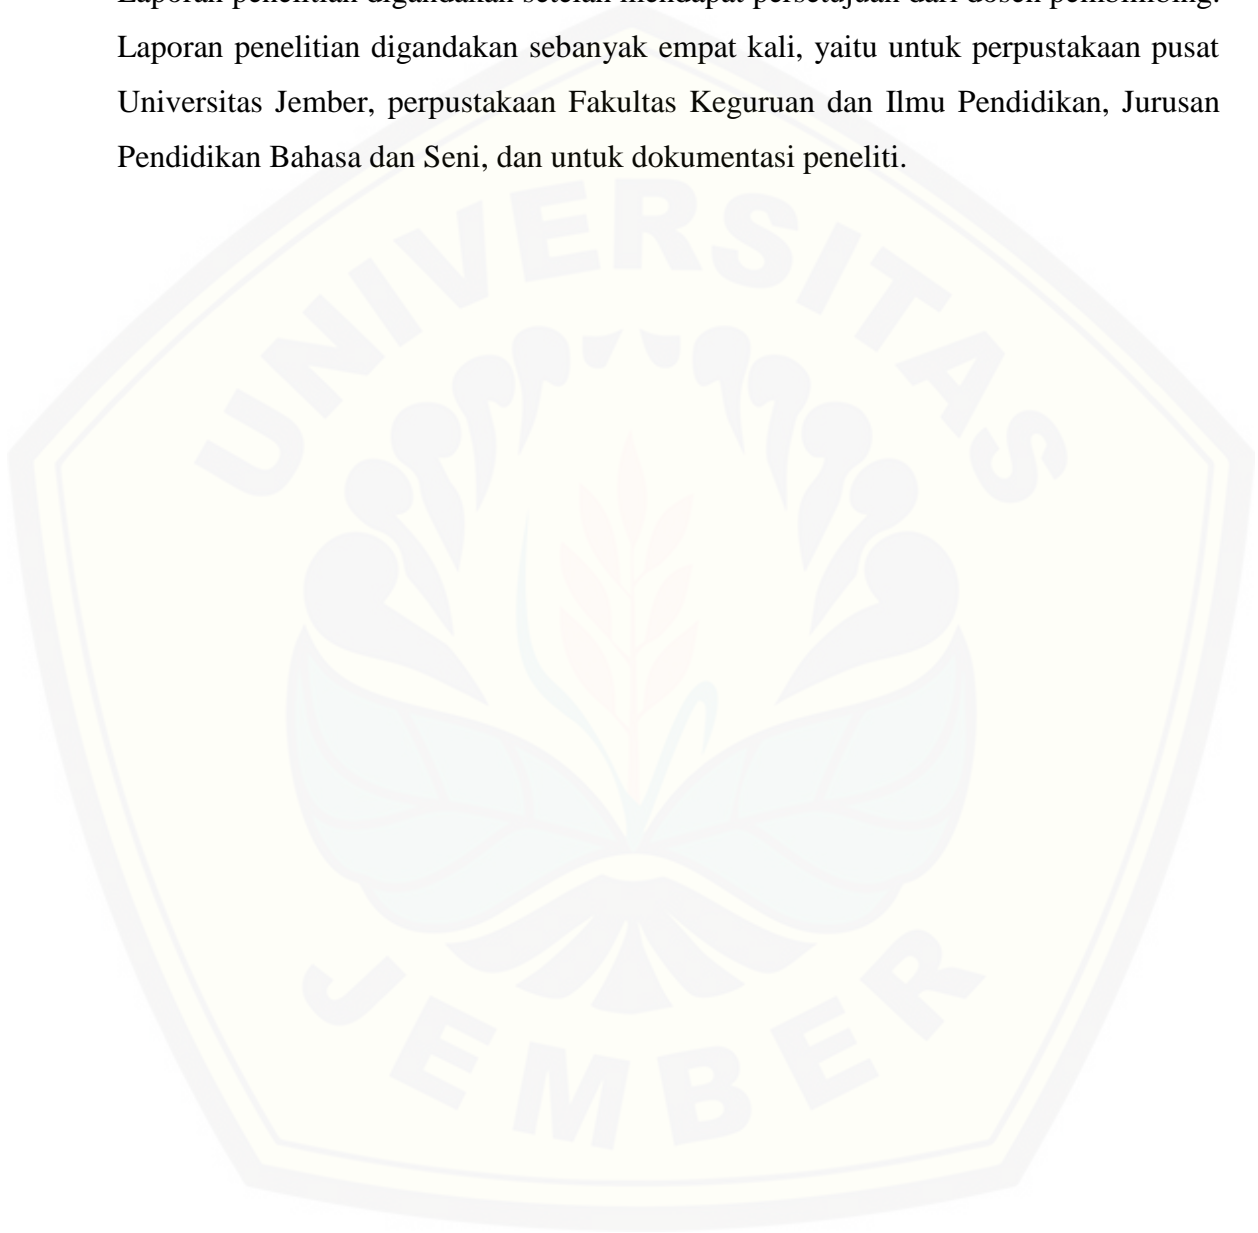 Laporan penelitian digandakan setelah mendapat persetujuan dari dosen pembimbing.
Laporan penelitian digandakan sebanyak empat kali, yaitu untuk perpustakaan pusat
Universitas Jember, perpustakaan Fakultas Keguruan dan Ilmu Pendidikan, Jurusan
Pendidikan Bahasa dan Seni, dan untuk dokumentasi peneliti.
UNIVERSITAS
JEMBER